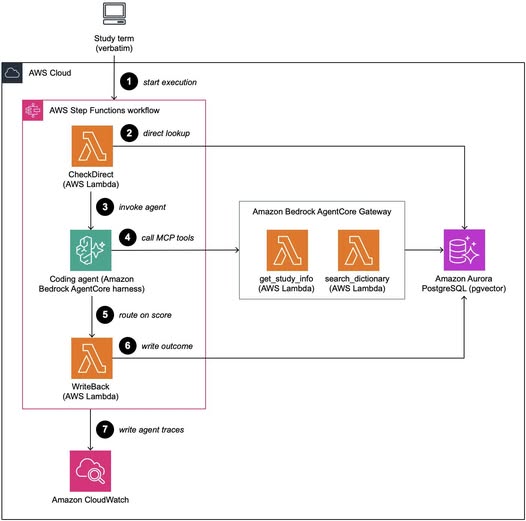 Study term
(verbatim)
AWS Cloud
1 start execution
AWS Step Functions workflow
2 direct lookup
CheckDirect
(AWS Lambda)
3 invoke agent
4 call MCP tools
Amazon Bedrock AgentCore Gateway
get_study_info
(AWS Lambda)
search_dictionary
(AWS Lambda)
Coding agent (Amazon
Bedrock AgentCore harness)
Amazon Aurora
PostgreSQL (pgvector)
5 route on score
6 write outcome
WriteBack
(AWS Lambda)
7 write agent traces
Amazon CloudWatch